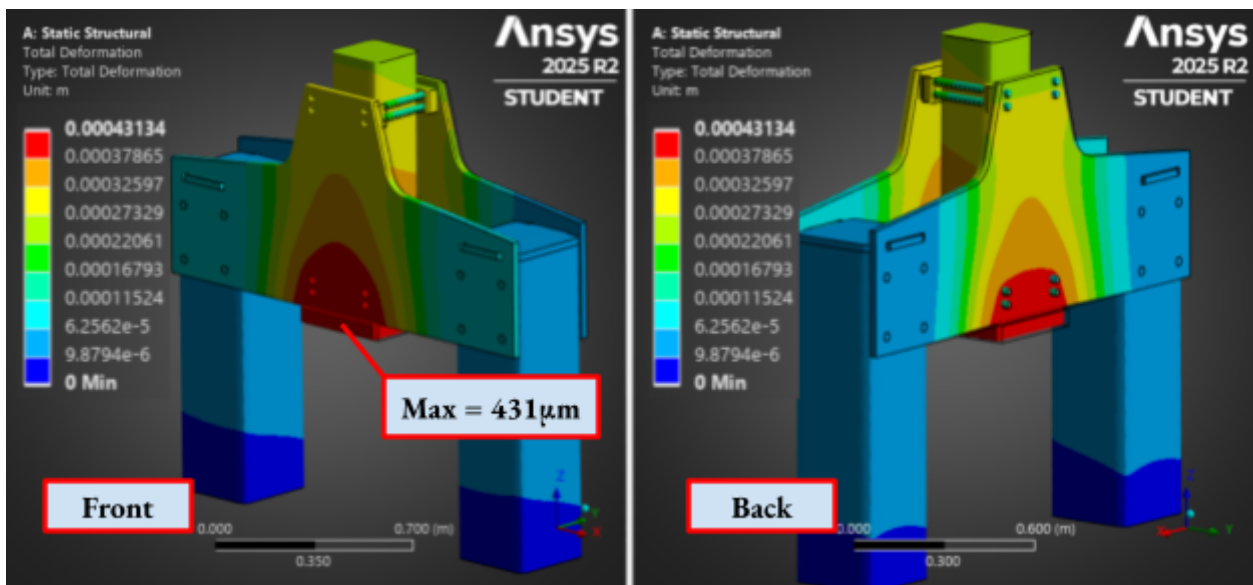 A: Static Structural
Total Deformation
Type: Total Deformation
Unit: m
0.00043134
0.00037865
0.00032597
0.00027329
0.00022061
0.00016793
0.00011524
6.2562e-5
9.8794e-6
0 Min
Ansys
2025 R2
STUDENT
Max = 431μm
Front
0.000
0.700 (m)
0.350
Z
Y
X
A: Static Structural
Total Deformation
Type: Total Deformation
Unit: m
0.00043134
0.00037865
0.00032597
0.00027329
0.00022061
0.00016793
0.00011524
6.2562e-5
9.8794e-6
0 Min
Ansys
2025 R2
STUDENT
Back
0.000
0.600 (m)
0.300
Z
X
Y